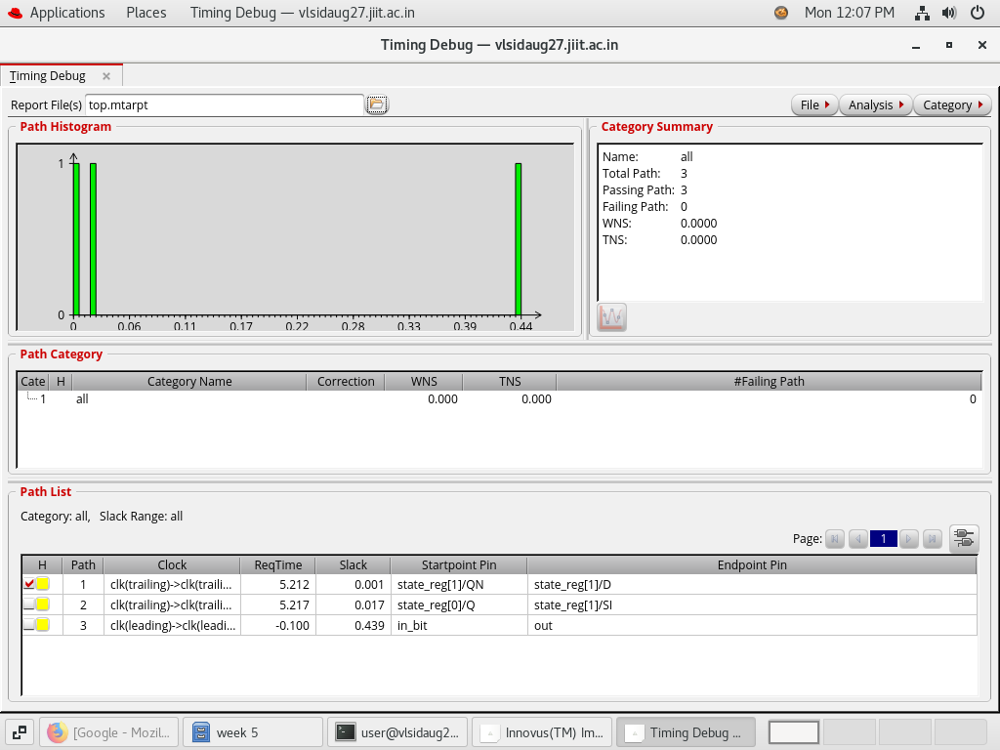 Applications Places Timing Debug — vlsidaug27.jiit.ac.in Mon 12:07 PM
Timing Debug — vlsidaug27.jiit.ac.in
Timing Debug
Report File(s) top.mtarpt File Analysis Category
Path Histogram
1
0
0 0.06 0.11 0.17 0.22 0.28 0.33 0.39 0.44
Category Summary
Name: all
Total Path: 3
Passing Path: 3
Failing Path: 0
WNS: 0.0000
TNS: 0.0000
Path Category
Cate H Category Name Correction WNS TNS #Failing Path
1 all 0.000 0.000 0
Path List
Category: all, Slack Range: all
Page: 1
H Path Clock ReqTime Slack Startpoint Pin Endpoint Pin
1 clk(trailing)->clk(traili... 5.212 0.001 state_reg[1]/QN state_reg[1]/D
2 clk(trailing)->clk(traili... 5.217 0.017 state_reg[0]/Q state_reg[1]/SI
3 clk(leading)->clk(leadi... -0.100 0.439 in_bit out
[Google - Mozil... week 5 user@vlsidaug2... Innovus(TM) Im... Timing Debug ...